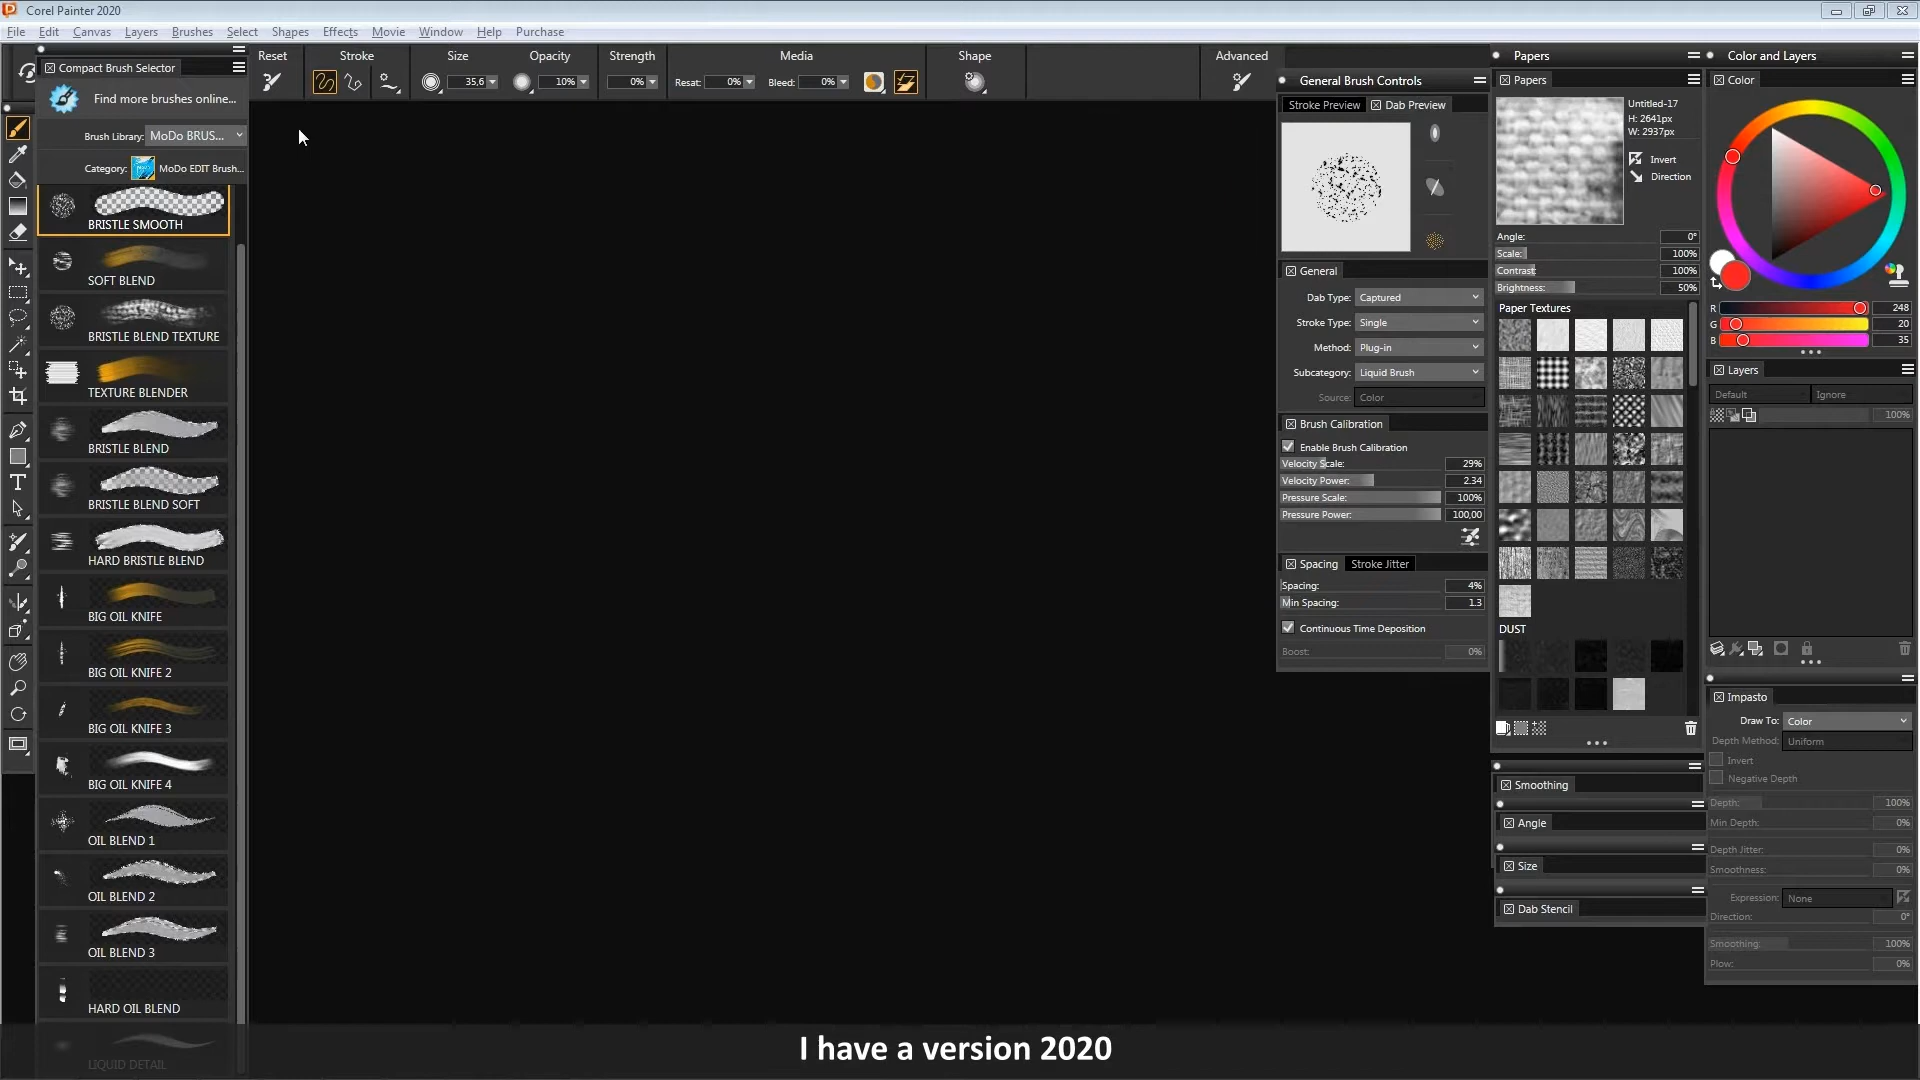 Corel Painter 2020
File Edit Canvas Layers Brushes Select Shapes Effects Movie Window Help Purchase
Reset Stroke Size Opacity Strength Media Shape Advanced
35,6 10% 0% Resat: 0% Bleed: 0%
Compact Brush Selector
Find more brushes online...
Brush Library: MoDo BRUS...
Category: MoDo EDIT Brush...
BRISTLE SMOOTH
SOFT BLEND
BRISTLE BLEND TEXTURE
TEXTURE BLENDER
BRISTLE BLEND
BRISTLE BLEND SOFT
HARD BRISTLE BLEND
BIG OIL KNIFE
BIG OIL KNIFE 2
BIG OIL KNIFE 3
BIG OIL KNIFE 4
OIL BLEND 1
OIL BLEND 2
OIL BLEND 3
HARD OIL BLEND
LIQUID DETAIL
General Brush Controls
Stroke Preview Dab Preview
General
Dab Type: Captured
Stroke Type: Single
Method: Plug-in
Subcategory: Liquid Brush
Source: Color
Brush Calibration
Enable Brush Calibration
Velocity Scale: 29%
Velocity Power: 2.34
Pressure Scale: 100%
Pressure Power: 100,00
Spacing Stroke Jitter
Spacing: 4%
Min Spacing: 1.3
Continuous Time Deposition
Boost: 0%
Papers
Papers
Untitled-17
H: 2641px
W: 2937px
Invert
Direction
Angle: 0°
Scale: 100%
Contrast: 100%
Brightness: 50%
Paper Textures
DUST
Smoothing
Angle
Size
Dab Stencil
Color and Layers
Color
R 248
G 20
B 35
Layers
Default Ignore
100%
Impasto
Draw To: Color
Depth Method: Uniform
Invert
Negative Depth
Depth: 100%
Min Depth: 0%
Depth Jitter: 0%
Smoothness: 0%
Expression: None
Direction: 0°
Smoothing: 100%
Plow: 0%
I have a version 2020